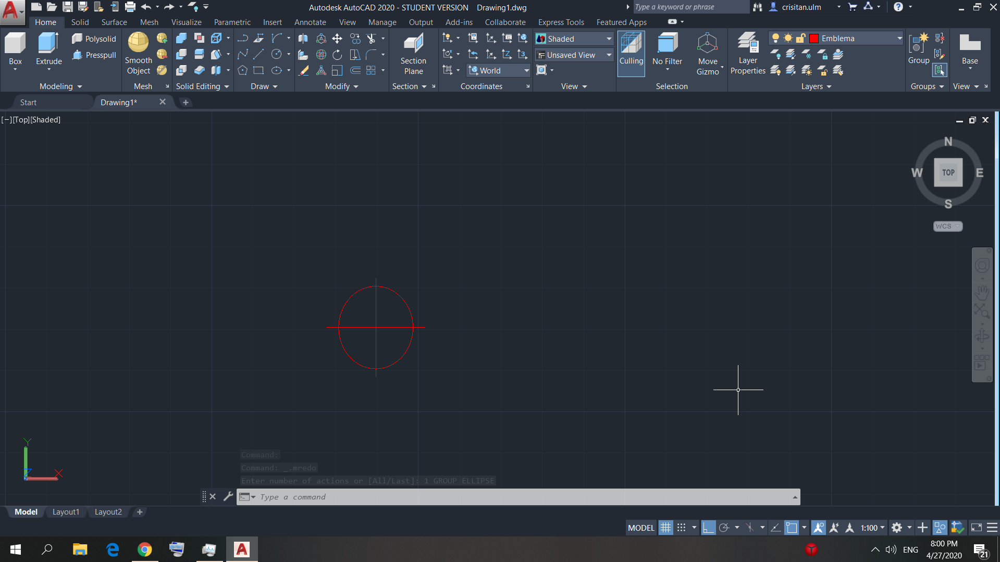 Autodesk AutoCAD 2020 - STUDENT VERSION Drawing1.dwg
Type a keyword or phrase
crisitan.ulm
Home Solid Surface Mesh Visualize Parametric Insert Annotate View Manage Output Add-ins Collaborate Express Tools Featured Apps
Box
Extrude
Polysolid
Presspull
Smooth
Object
Section
Plane
World
Shaded
Unsaved View
Culling
No Filter
Move
Gizmo
Layer
Properties
Emblema
Group
Base
Modeling
Mesh
Solid Editing
Draw
Modify
Section
Coordinates
View
Selection
Layers
Groups
View
Start
Drawing1*
[−][Top][Shaded]
N
W
TOP
E
S
WCS
Y
Z
X
Command:
Command: _.mredo
Enter number of actions or [All/Last]: 1 GROUP ELLIPSE
Type a command
Model Layout1 Layout2
MODEL
1:100
ENG
8:00 PM
4/27/2020
21